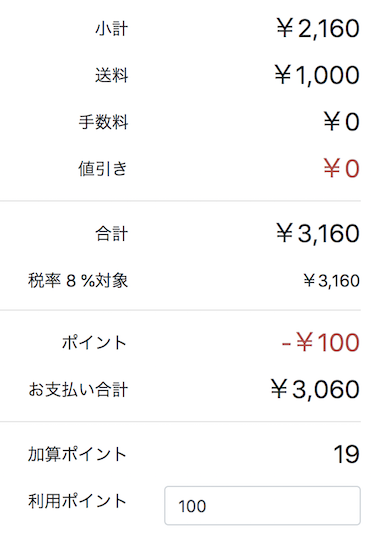 小計 ￥2,160
送料 ￥1,000
手数料 ￥0
値引き ￥0
合計 ￥3,160
税率 8 %対象 ￥3,160
ポイント -￥100
お支払い合計 ￥3,060
加算ポイント 19
利用ポイント 100